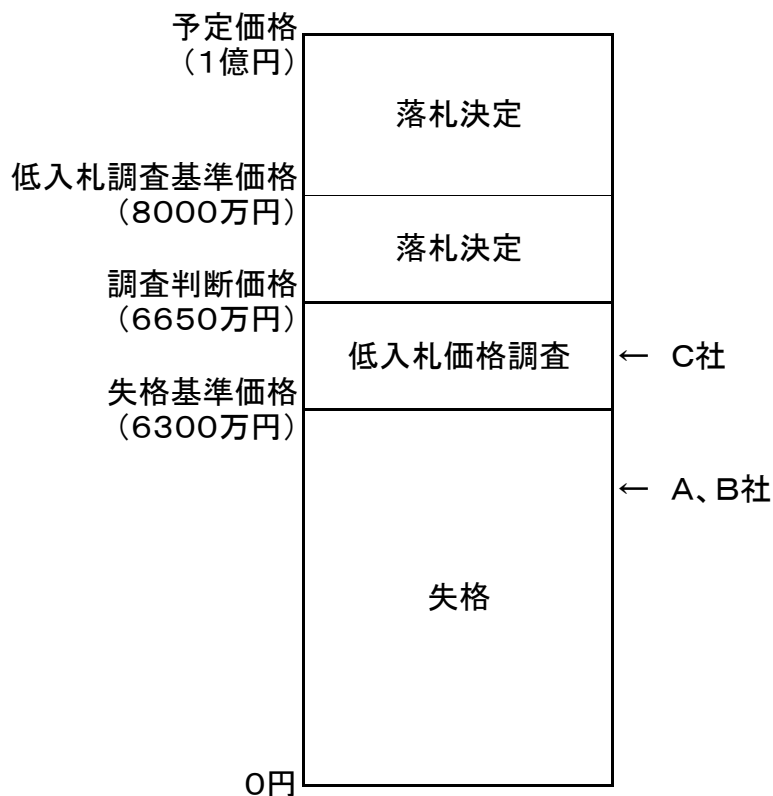 予定価格
（１億円）
落札決定
低入札調査基準価格
（８０００万円）
落札決定
調査判断価格
（６６５０万円）
低入札価格調査
← Ｃ社
失格基準価格
（６３００万円）
← Ａ、Ｂ社
失格
０円